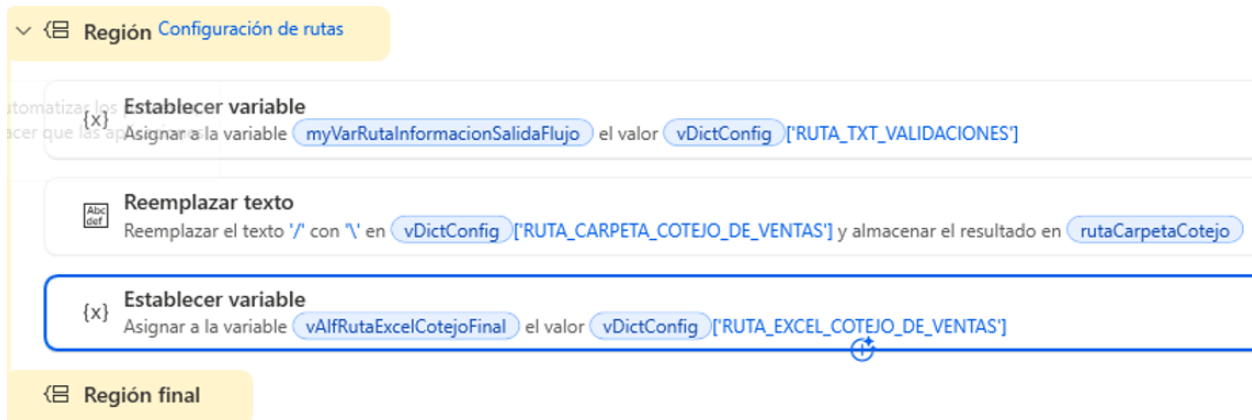 Región Configuración de rutas
Establecer variable
Asignar a la variable myVarRutaInformacionSalidaFlujo el valor vDictConfig ['RUTA_TXT_VALIDACIONES']
Reemplazar texto
Reemplazar el texto '/' con '\' en vDictConfig ['RUTA_CARPETA_COTEJO_DE_VENTAS'] y almacenar el resultado en rutaCarpetaCotejo
Establecer variable
Asignar a la variable vAlfRutaExcelCotejoFinal el valor vDictConfig ['RUTA_EXCEL_COTEJO_DE_VENTAS']
Región final